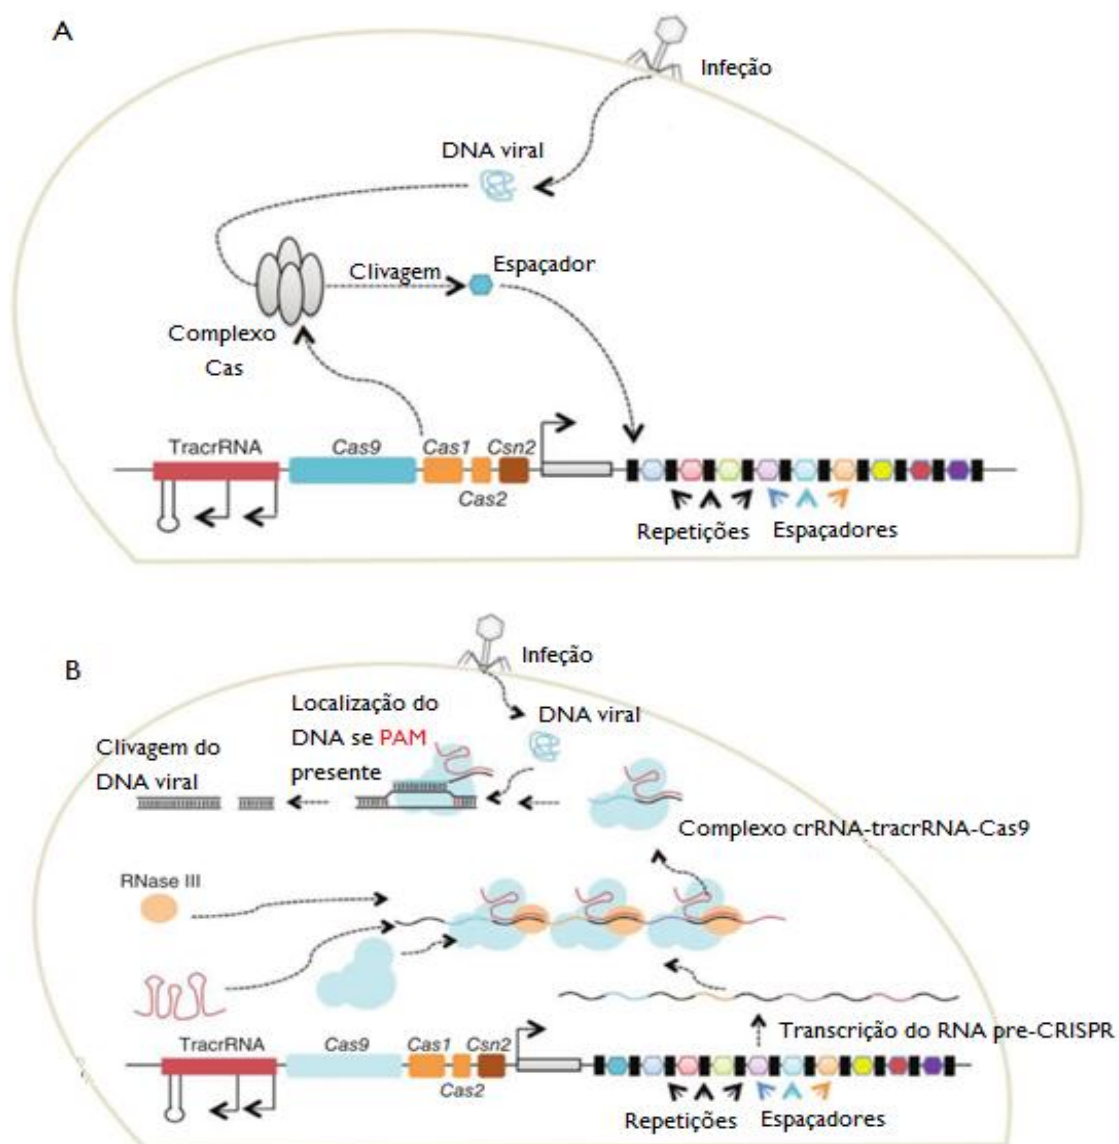 A
Infeção
DNA viral
Clivagem
Espaçador
Complexo
Cas
TracrRNA
Cas9
Cas1
Csn2
Cas2
Repetições
Espaçadores
B
Infeção
Localização do
DNA se PAM
presente
DNA viral
Clivagem do
DNA viral
Complexo crRNA-tracrRNA-Cas9
RNase III
Transcrição do RNA pre-CRISPR
TracrRNA
Cas9
Cas1
Csn2
Cas2
Repetições
Espaçadores